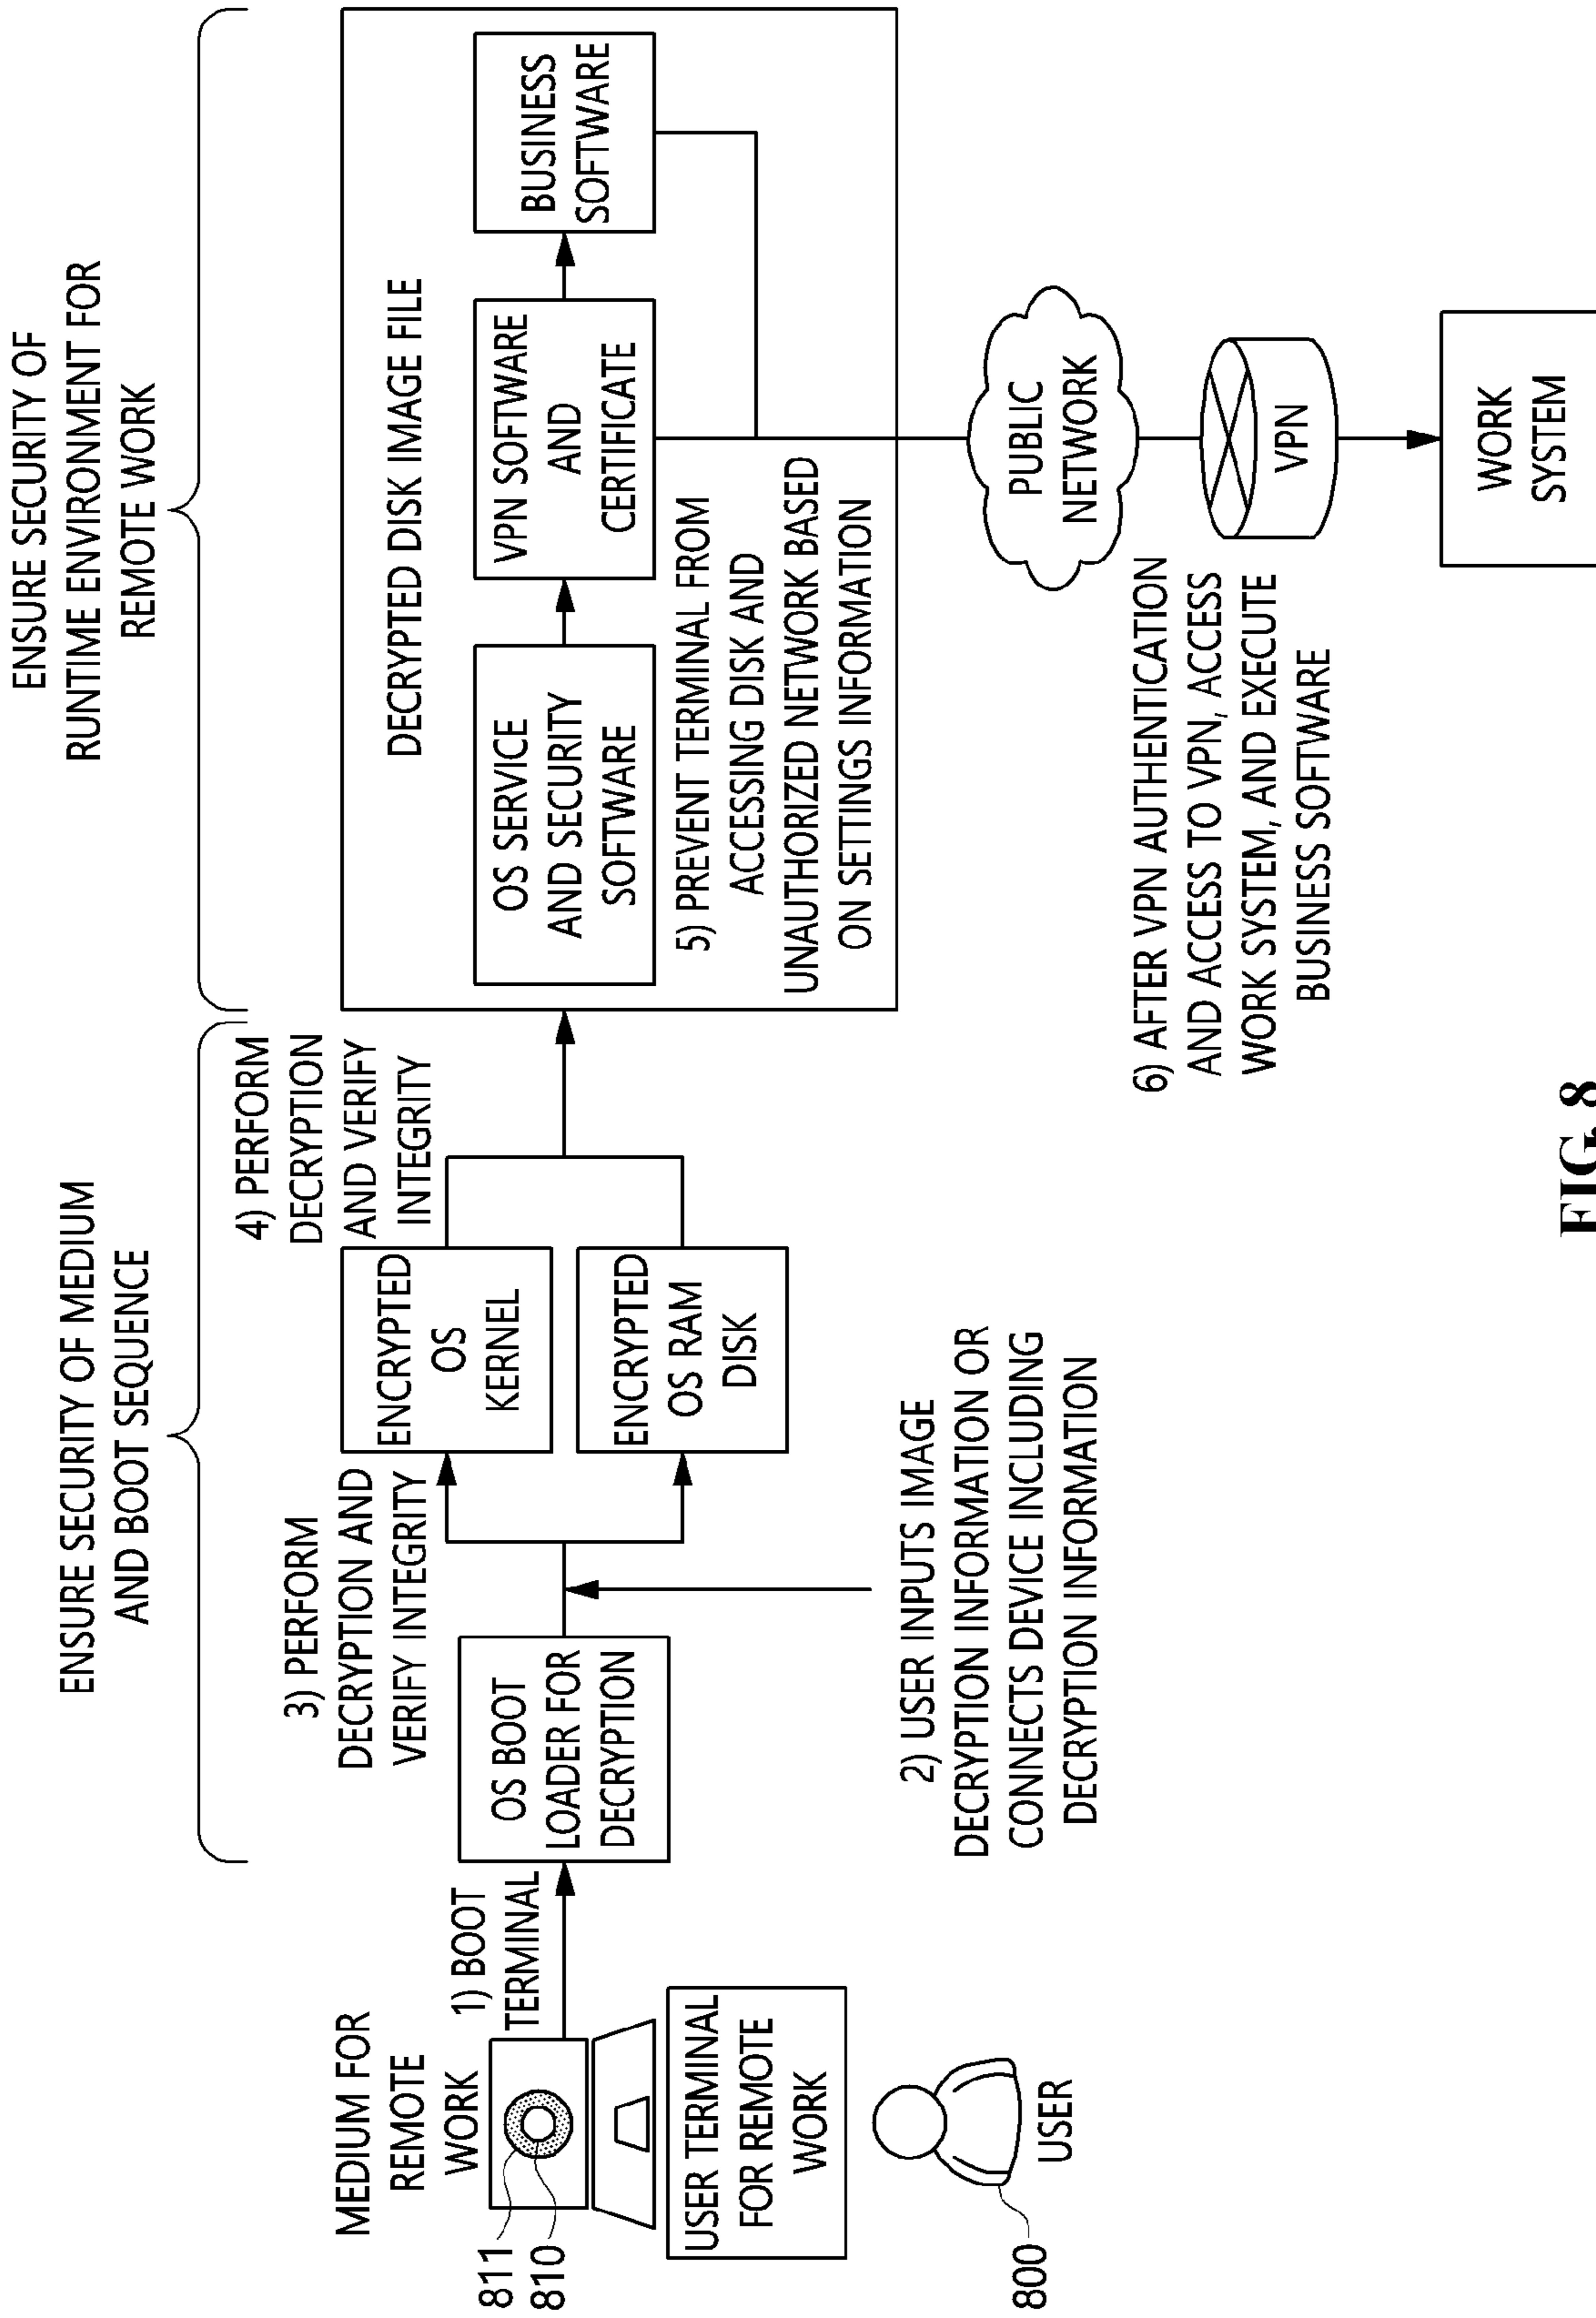 ENSURE SECURITY OF MEDIUM
AND BOOT SEQUENCE
ENSURE SECURITY OF
RUNTIME ENVIRONMENT FOR
REMOTE WORK
MEDIUM FOR
REMOTE
WORK
811
810
1) BOOT
TERMINAL
USER TERMINAL
FOR REMOTE
WORK
800
USER
OS BOOT
LOADER FOR
DECRYPTION
2) USER INPUTS IMAGE
DECRYPTION INFORMATION OR
CONNECTS DEVICE INCLUDING
DECRYPTION INFORMATION
3) PERFORM
DECRYPTION AND
VERIFY INTEGRITY
ENCRYPTED
OS
KERNEL
ENCRYPTED
OS RAM
DISK
4) PERFORM
DECRYPTION
AND VERIFY
INTEGRITY
DECRYPTED DISK IMAGE FILE
OS SERVICE
AND SECURITY
SOFTWARE
VPN SOFTWARE
AND
CERTIFICATE
BUSINESS
SOFTWARE
5) PREVENT TERMINAL FROM
ACCESSING DISK AND
UNAUTHORIZED NETWORK BASED
ON SETTINGS INFORMATION
PUBLIC
NETWORK
6) AFTER VPN AUTHENTICATION
AND ACCESS TO VPN, ACCESS
WORK SYSTEM, AND EXECUTE
BUSINESS SOFTWARE
VPN
WORK
SYSTEM
FIG. 8